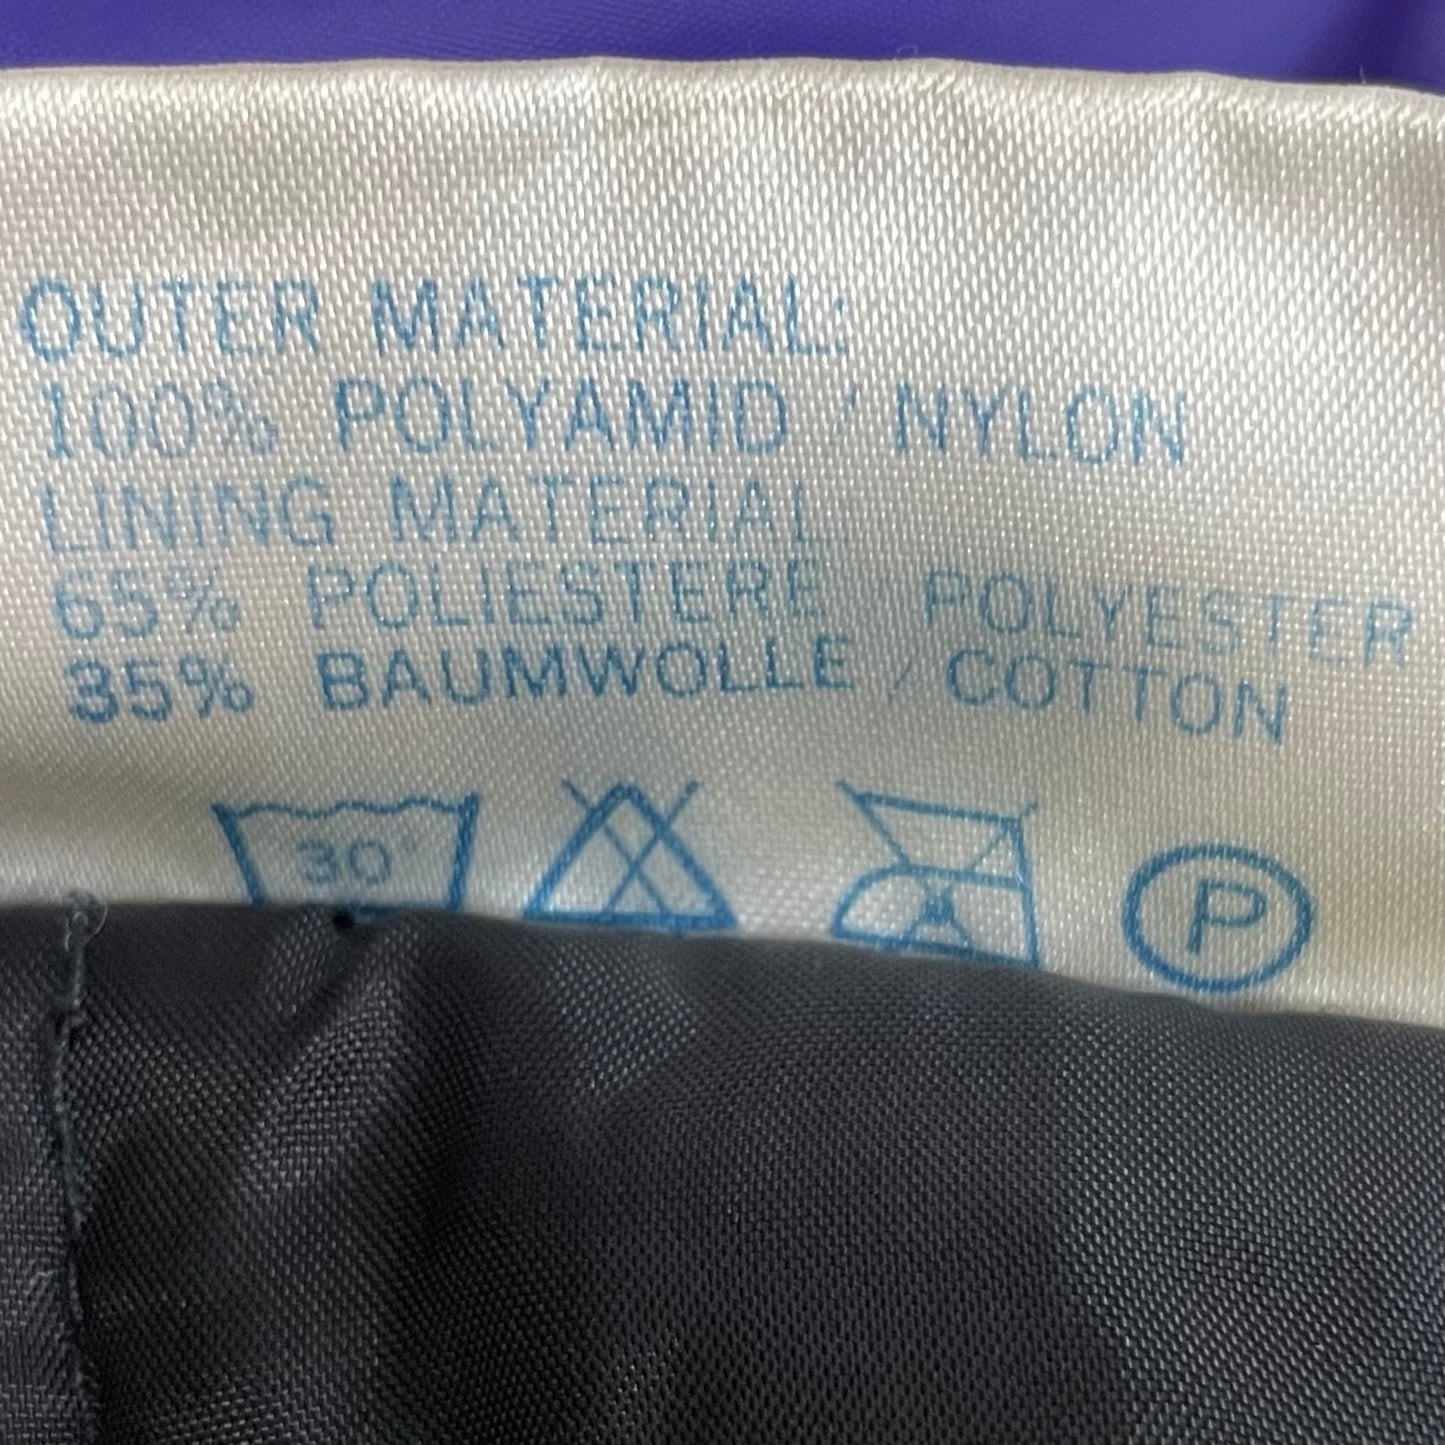 OUTER MATERIAL:
100% POLYAMID / NYLON
LINING MATERIAL
65% POLIESTERE POLYESTER
35% BAUMWOLLE / COTTON
30°
P